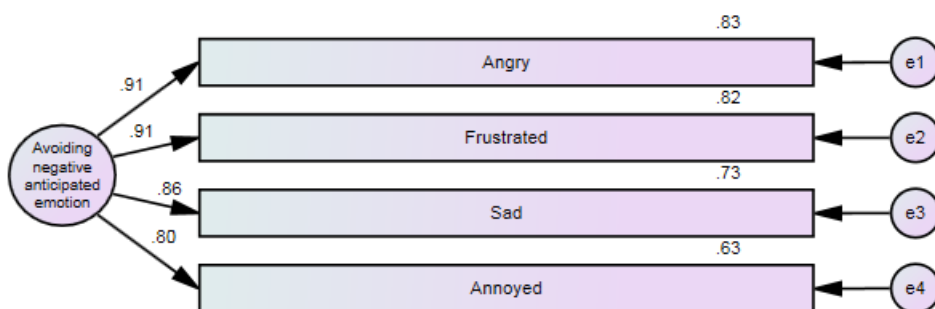 .83
Angry
e1
.91
.82
.91
Frustrated
e2
Avoiding
negative
anticipated
emotion
.73
.86
Sad
e3
.80
.63
Annoyed
e4